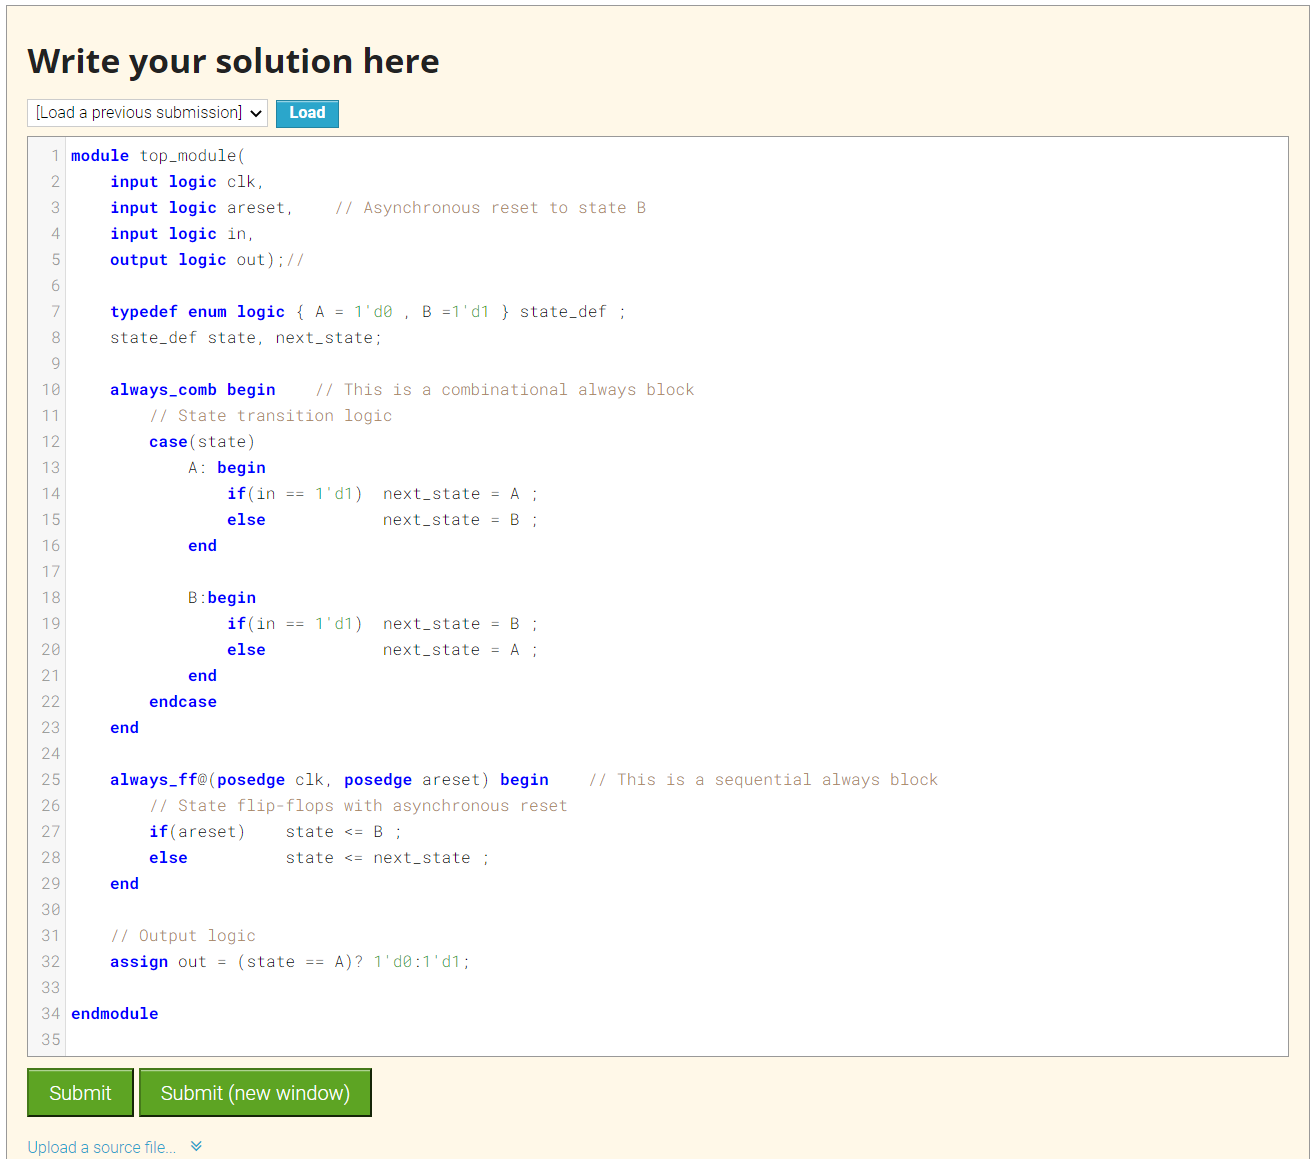 Write your solution here
[Load a previous submission] Load
1 module top_module(
2     input logic clk,
3     input logic areset,    // Asynchronous reset to state B
4     input logic in,
5     output logic out);//
6
7     typedef enum logic { A = 1'd0 , B =1'd1 } state_def ;
8     state_def state, next_state;
9
10     always_comb begin    // This is a combinational always block
11         // State transition logic
12         case(state)
13             A: begin
14                 if(in == 1'd1)  next_state = A ;
15                 else            next_state = B ;
16             end
17
18             B:begin
19                 if(in == 1'd1)  next_state = B ;
20                 else            next_state = A ;
21             end
22         endcase
23     end
24
25     always_ff@(posedge clk, posedge areset) begin    // This is a sequential always block
26         // State flip-flops with asynchronous reset
27         if(areset)    state <= B ;
28         else          state <= next_state ;
29     end
30
31     // Output logic
32     assign out = (state == A)? 1'd0:1'd1;
33
34 endmodule
35
Submit Submit (new window)
Upload a source file...